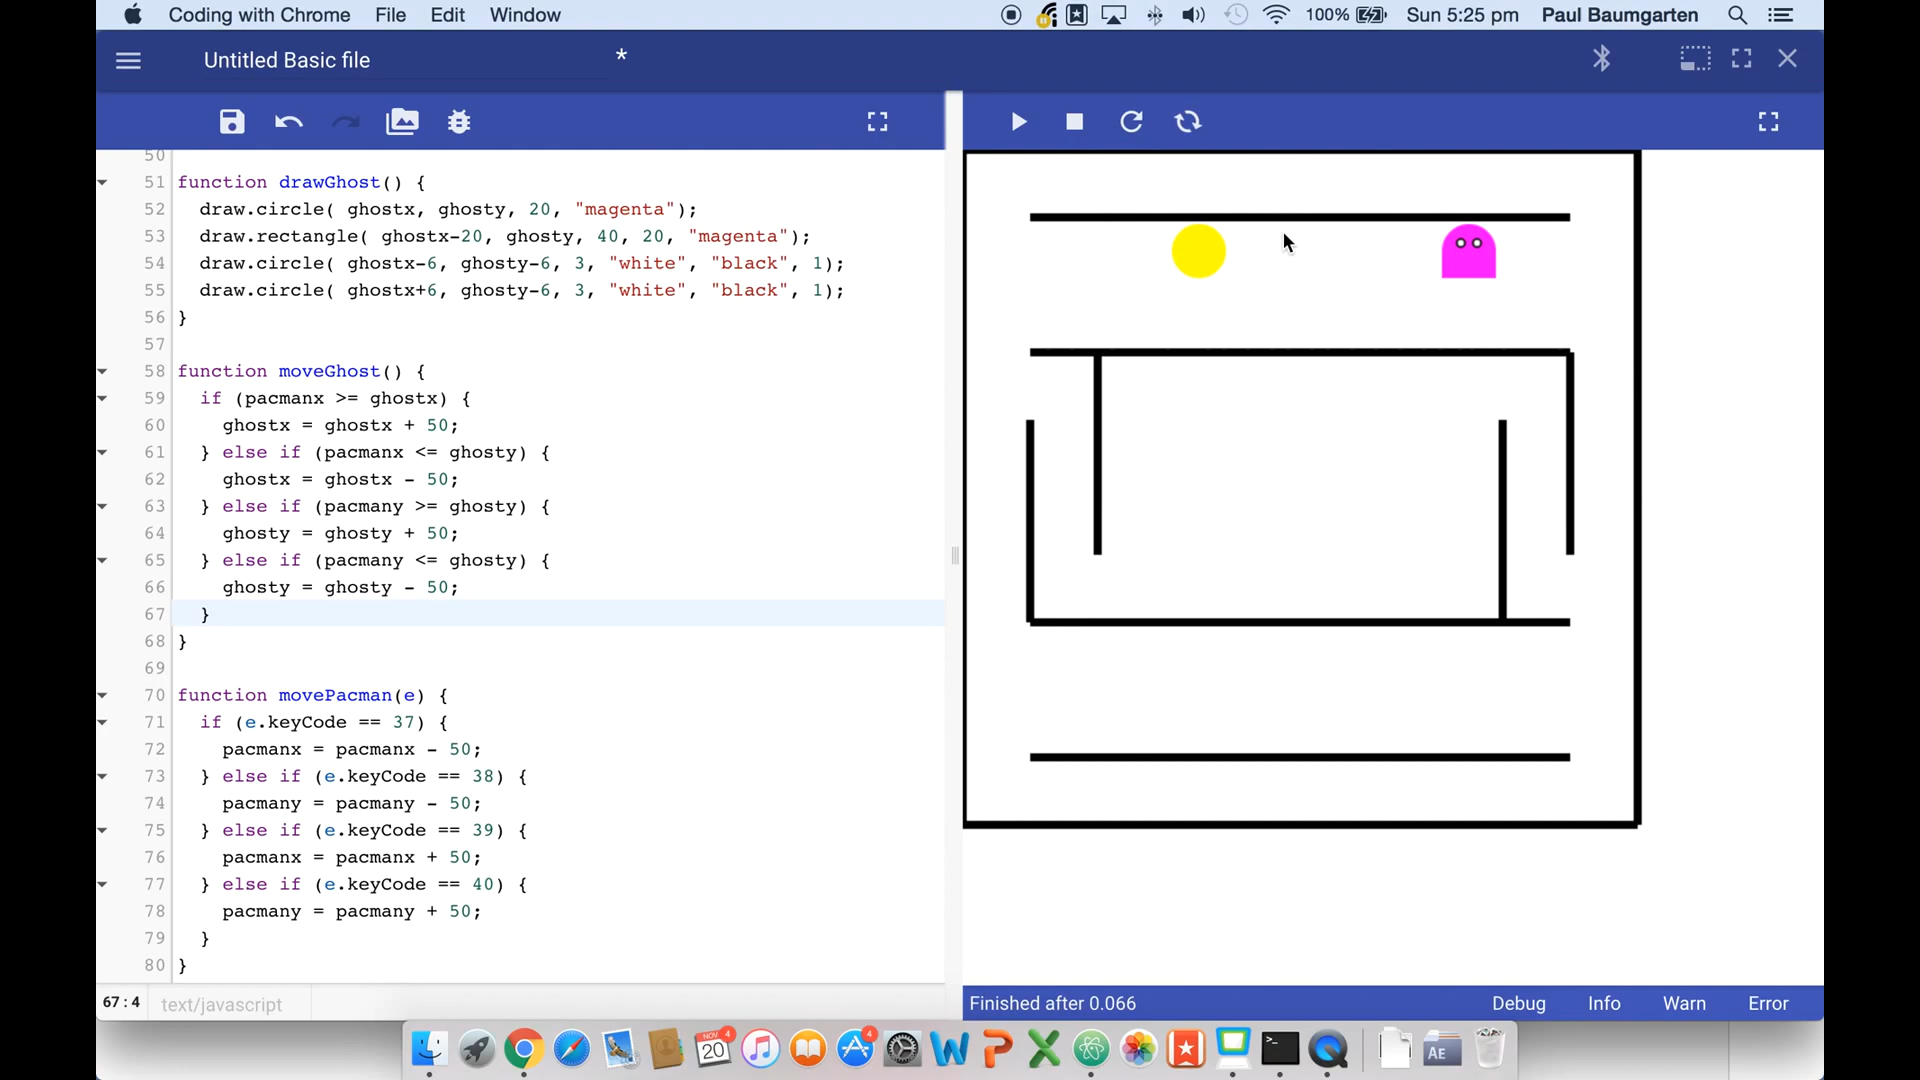 Coding with Chrome File Edit Window 100% Sun 5:25 pm Paul Baumgarten
Untitled Basic file *
50
51 function drawGhost() {
52 draw.circle( ghostx, ghosty, 20, "magenta");
53 draw.rectangle( ghostx-20, ghosty, 40, 20, "magenta");
54 draw.circle( ghostx-6, ghosty-6, 3, "white", "black", 1);
55 draw.circle( ghostx+6, ghosty-6, 3, "white", "black", 1);
56 }
57
58 function moveGhost() {
59 if (pacmanx >= ghostx) {
60 ghostx = ghostx + 50;
61 } else if (pacmanx <= ghosty) {
62 ghostx = ghostx - 50;
63 } else if (pacmany >= ghosty) {
64 ghosty = ghosty + 50;
65 } else if (pacmany <= ghosty) {
66 ghosty = ghosty - 50;
67 }
68 }
69
70 function movePacman(e) {
71 if (e.keyCode == 37) {
72 pacmanx = pacmanx - 50;
73 } else if (e.keyCode == 38) {
74 pacmany = pacmany - 50;
75 } else if (e.keyCode == 39) {
76 pacmanx = pacmanx + 50;
77 } else if (e.keyCode == 40) {
78 pacmany = pacmany + 50;
79 }
80 }
67:4 text/javascript
Finished after 0.066 Debug Info Warn Error
NOV
20
4
4
W P X >_ AE